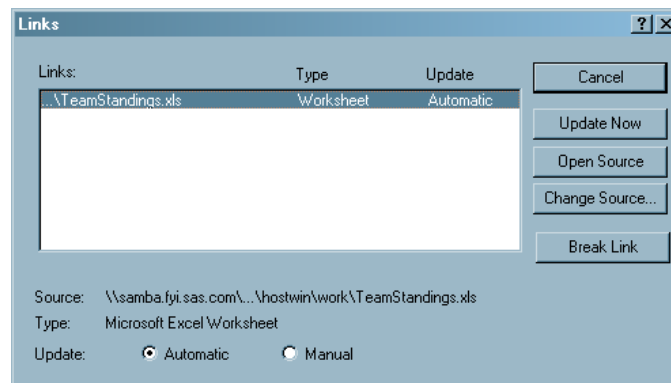 Links
Links: Type Update
...\TeamStandings.xls Worksheet Automatic
Cancel
Update Now
Open Source
Change Source...
Break Link
Source: \\samba.fyi.sas.com\...\hostwin\work\TeamStandings.xls
Type: Microsoft Excel Worksheet
Update: Automatic Manual